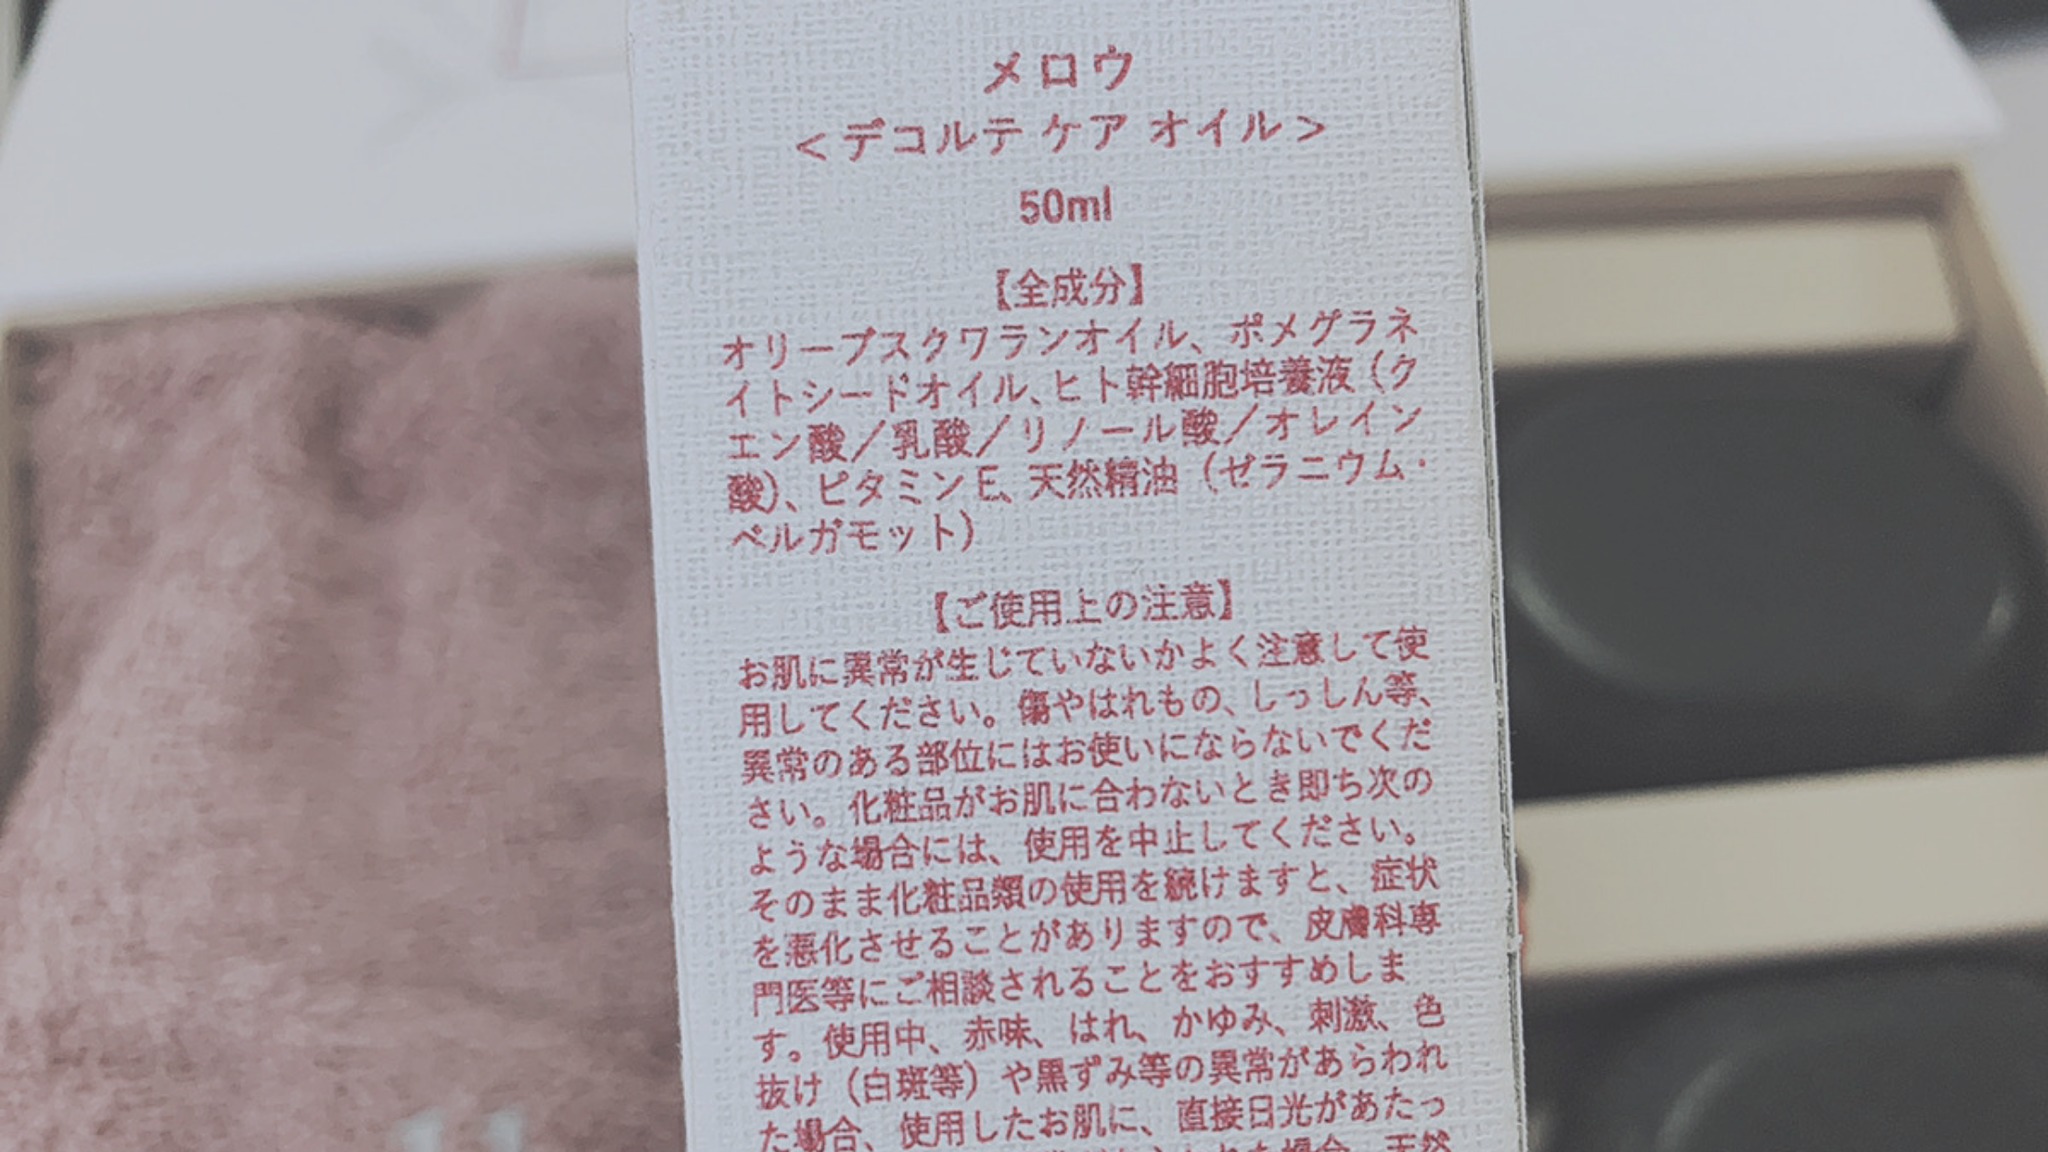 メロウ
<デコルテ ケア オイル>
50ml
【全成分】
オリーブスクワランオイル、ポメグラネ
イトシードオイル、ヒト幹細胞培養液（ク
エン酸／乳酸／リノール酸／オレイン
酸）、ビタミンE、天然精油（ゼラニウム・
ベルガモット）
【ご使用上の注意】
お肌に異常が生じていないかよく注意して使
用してください。傷やはれもの、しっしん等、
異常のある部位にはお使いにならないでくだ
さい。化粧品がお肌に合わないとき即ち次の
ような場合には、使用を中止してください。
そのまま化粧品類の使用を続けますと、症状
を悪化させることがありますので、皮膚科専
門医等にご相談されることをおすすめしま
す。使用中、赤味、はれ、かゆみ、刺激、色
抜け（白斑等）や黒ずみ等の異常があらわれ
た場合、使用したお肌に、直接日光があたっ